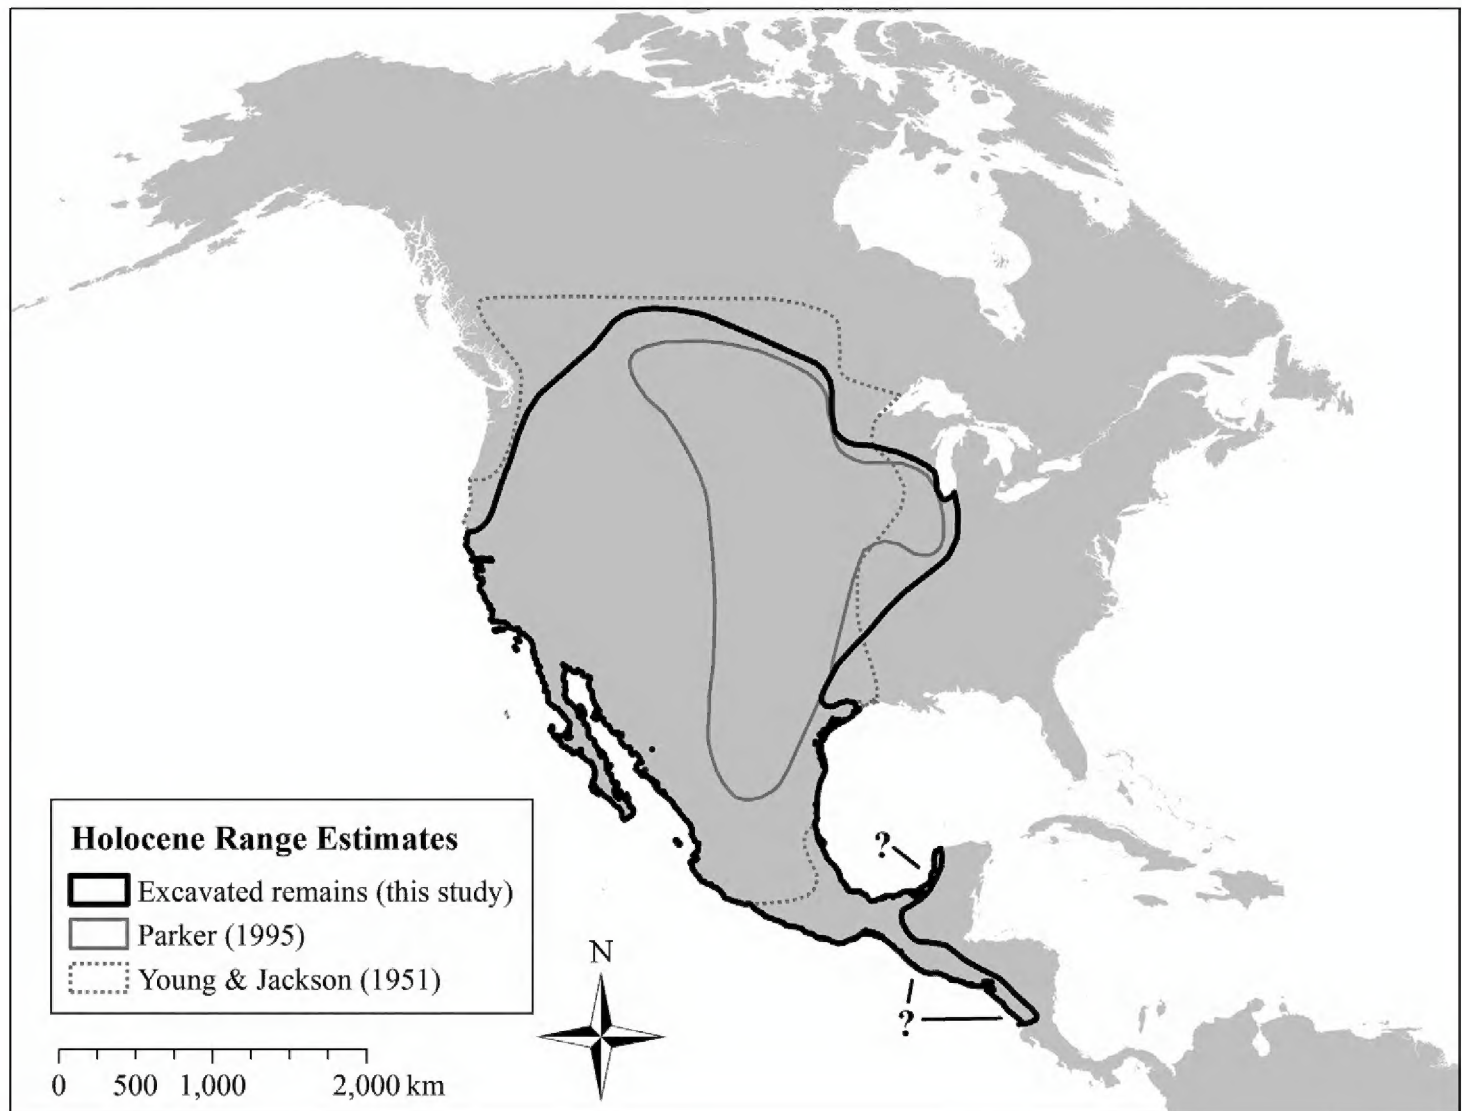 ?
?
Holocene Range Estimates
Excavated remains (this study)
Parker (1995)
Young & Jackson (1951)
N
0 500 1,000 2,000 km